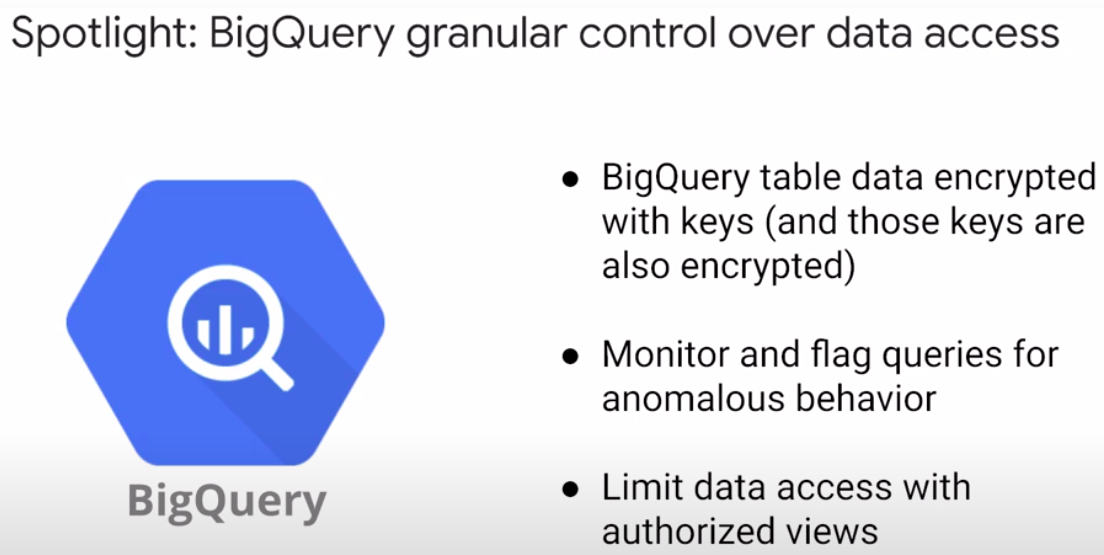 Spotlight: BigQuery granular control over data access
● BigQuery table data encrypted
with keys (and those keys are
also encrypted)
● Monitor and flag queries for
anomalous behavior
● Limit data access with
authorized views
BigQuery